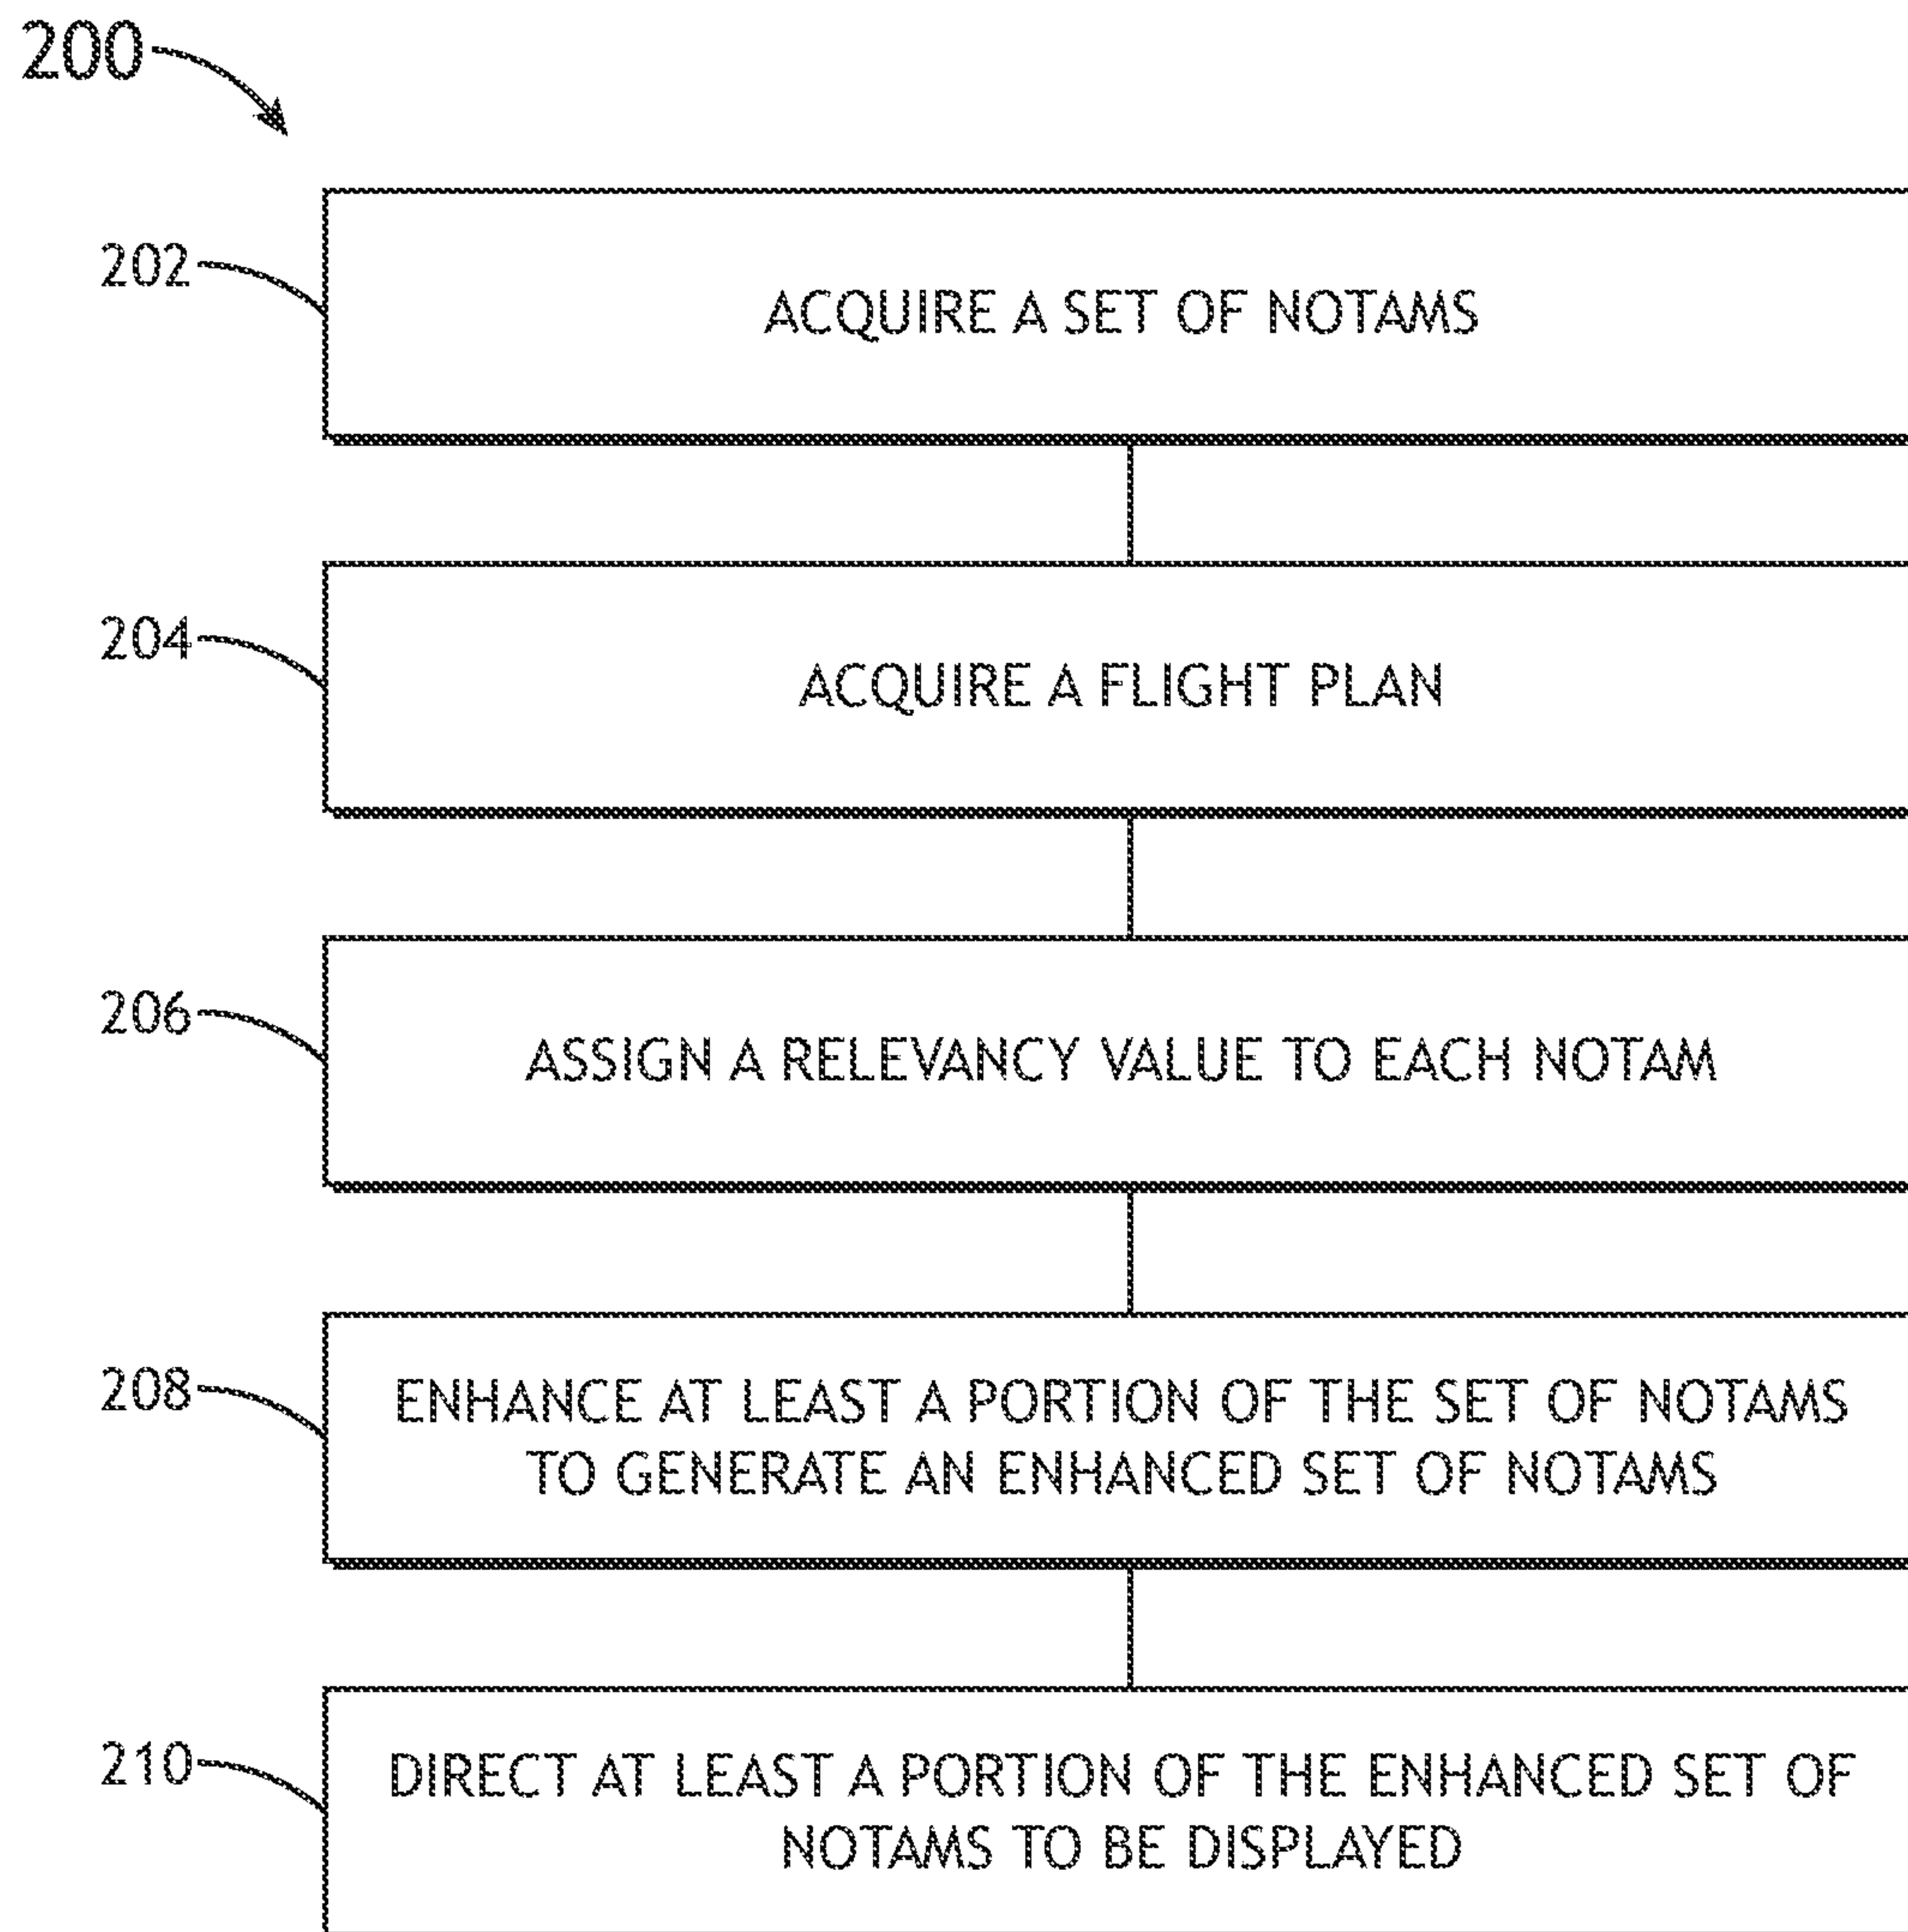 200
202
ACQUIRE A SET OF NOTAMS
204
ACQUIRE A FLIGHT PLAN
206
ASSIGN A RELEVANCY VALUE TO EACH NOTAM
208
ENHANCE AT LEAST A PORTION OF THE SET OF NOTAMS
TO GENERATE AN ENHANCED SET OF NOTAMS
210
DIRECT AT LEAST A PORTION OF THE ENHANCED SET OF
NOTAMS TO BE DISPLAYED